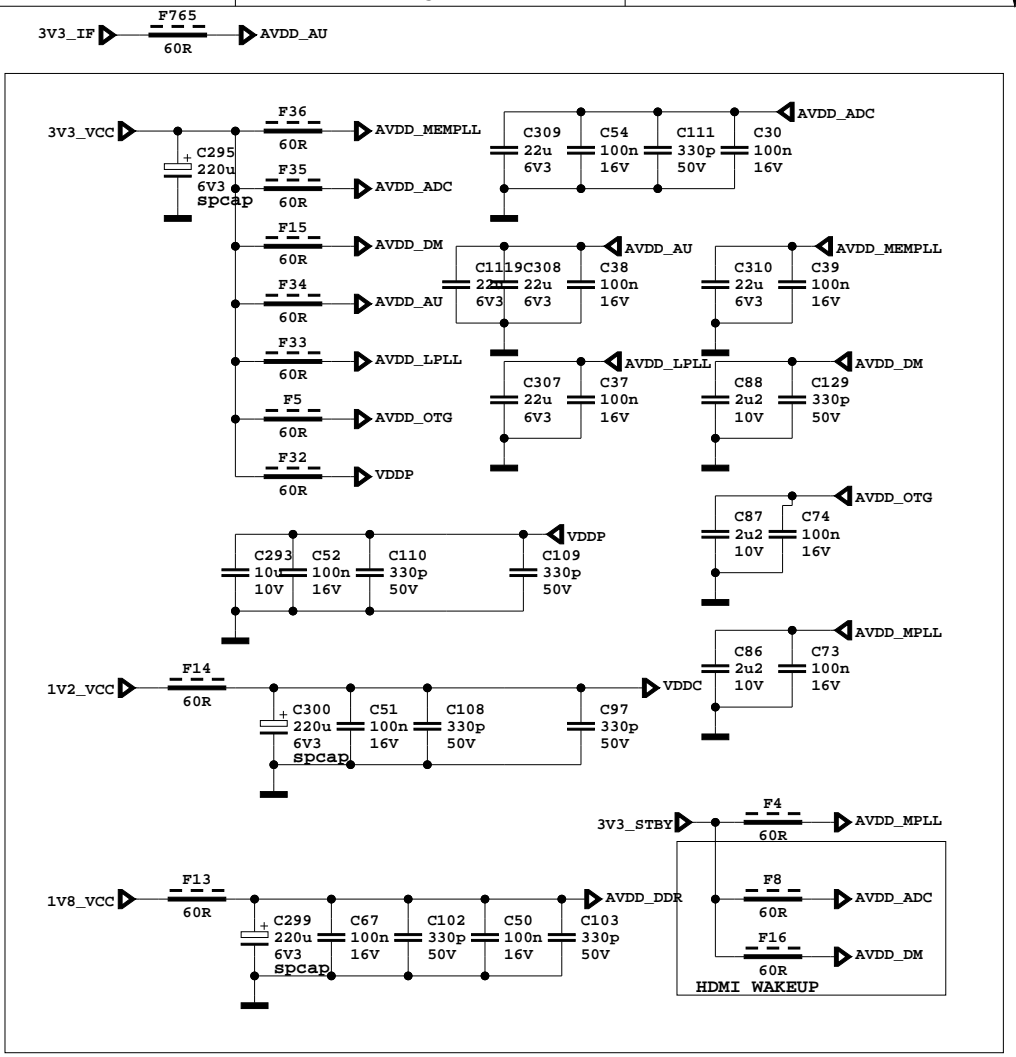 F765
3V3_IF
AVDD_AU
60R
F36
3V3_VCC
AVDD_MEMPLL
60R
C295
220u
6V3
spcap
+
F35
AVDD_ADC
60R
F15
AVDD_DM
60R
F34
AVDD_AU
60R
F33
AVDD_LPLL
60R
F5
AVDD_OTG
60R
F32
VDDP
60R
AVDD_ADC
C309 C54 C111 C30
22u 100n 330p 100n
6V3 16V 50V 16V
AVDD_AU
C1119 C308 C38
22u 22u 100n
6V3 6V3 16V
AVDD_MEMPLL
C310 C39
22u 100n
6V3 16V
AVDD_LPLL
C307 C37
22u 100n
6V3 16V
AVDD_DM
C88 C129
2u2 330p
10V 50V
AVDD_OTG
C87 C74
2u2 100n
10V 16V
VDDP
C293 C52 C110 C109
10u 100n 330p 330p
10V 16V 50V 50V
AVDD_MPLL
C86 C73
2u2 100n
10V 16V
F14
1V2_VCC
60R
VDDC
+
C300 C51 C108 C97
220u 100n 330p 330p
6V3 16V 50V 50V
spcap
F4
3V3_STBY
AVDD_MPLL
60R
F8
AVDD_ADC
60R
F16
AVDD_DM
60R
HDMI WAKEUP
F13
1V8_VCC
60R
AVDD_DDR
+
C299 C67 C102 C50 C103
220u 100n 330p 100n 330p
6V3 16V 50V 16V 50V
spcap